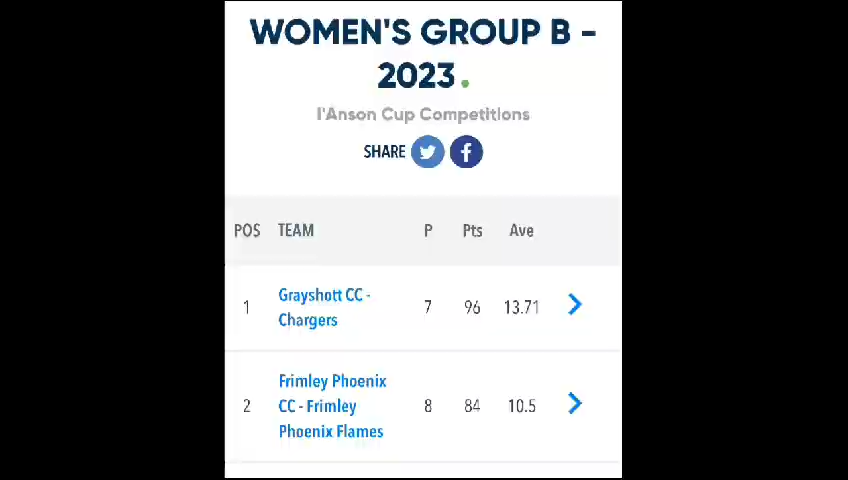 WOMEN'S GROUP B -
2023.
I'Anson Cup Competitions
SHARE
POS TEAM P Pts Ave
1 Grayshott CC - Chargers 7 96 13.71
2 Frimley Phoenix CC - Frimley Phoenix Flames 8 84 10.5